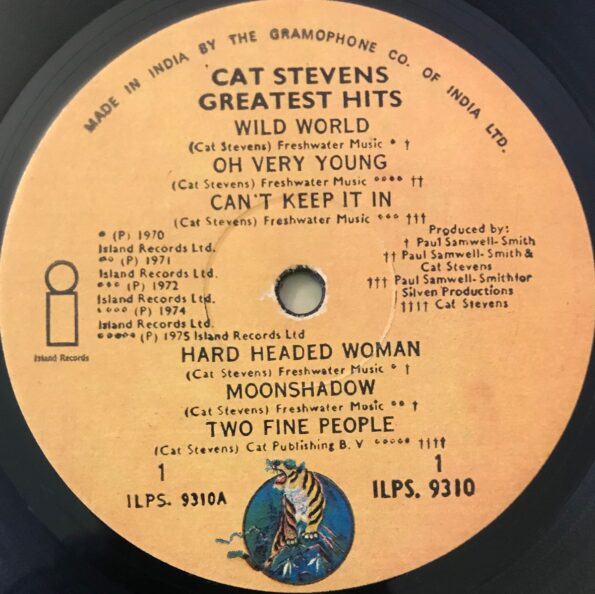 MADE IN INDIA BY THE GRAMOPHONE CO. OF INDIA LTD.
CAT STEVENS
GREATEST HITS
WILD WORLD
(Cat Stevens) Freshwater Music * †
OH VERY YOUNG
(Cat Stevens) Freshwater Music **** ††
CAN'T KEEP IT IN
(Cat Stevens) Freshwater Music *** †††
* (P) 1970
Island Records Ltd.
** (P) 1971
Island Records Ltd.
*** (P) 1972
Island Records Ltd.
**** (P) 1974
Island Records Ltd.
***** (P) 1975 Island Records Ltd
Island Records
Produced by:
† Paul Samwell-Smith
†† Paul Samwell-Smith &
Cat Stevens
††† Paul Samwell-Smithfor
Silven Productions
†††† Cat Stevens
HARD HEADED WOMAN
(Cat Stevens) Freshwater Music * †
MOONSHADOW
(Cat Stevens) Freshwater Music ** †
TWO FINE PEOPLE
(Cat Stevens) Cat Publishing B. V ***** ††††
1
ILPS. 9310A
1
ILPS. 9310